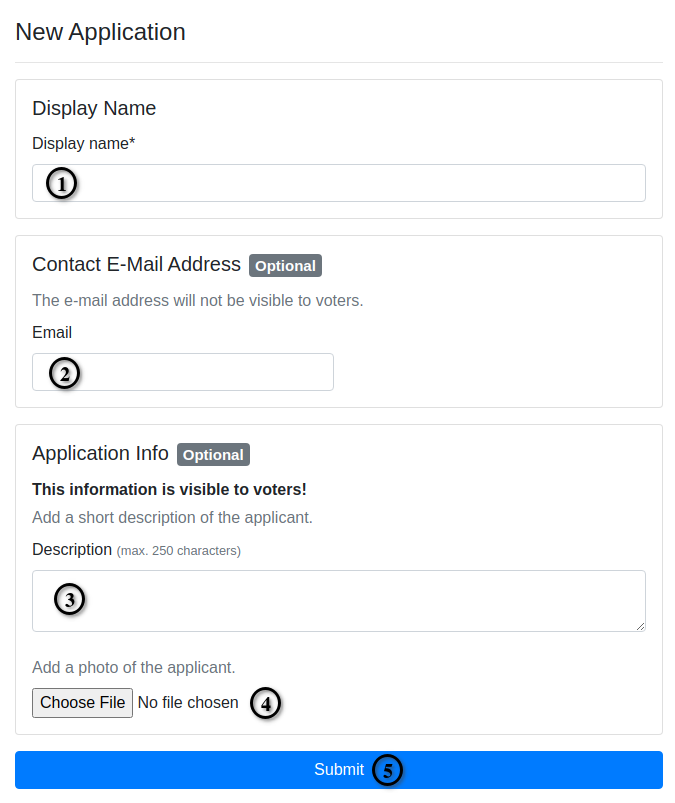 New Application
Display Name
Display name*
1
Contact E-Mail Address Optional
The e-mail address will not be visible to voters.
Email
2
Application Info Optional
This information is visible to voters!
Add a short description of the applicant.
Description (max. 250 characters)
3
Add a photo of the applicant.
Choose File No file chosen 4
Submit 5